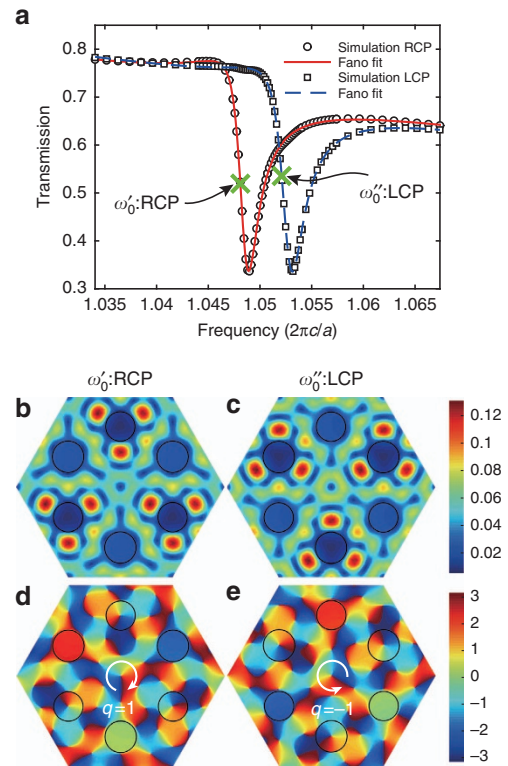 a
0.8
0.7
0.6
0.5
0.4
0.3
Transmission
Simulation RCP
Fano fit
Simulation LCP
Fano fit
ω′₀:RCP
ω″₀:LCP
1.035 1.04 1.045 1.05 1.055 1.06 1.065
Frequency (2πc/a)
ω′₀:RCP ω″₀:LCP
b c
0.12
0.10
0.08
0.06
0.04
0.02
d e
q=1 q=−1
3
2
1
0
−1
−2
−3